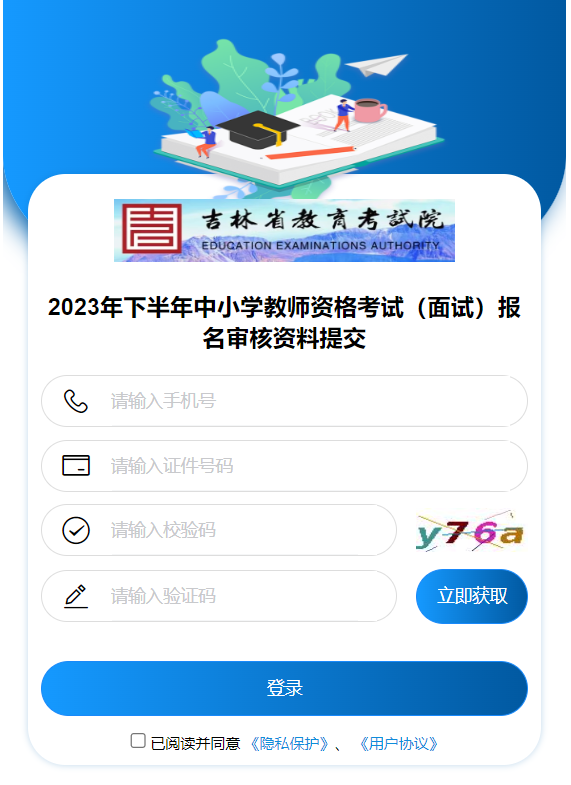 吉林省教育考試院
EDUCATION EXAMINATIONS AUTHORITY
2023年下半年中小学教师资格考试（面试）报
名审核资料提交
请输入手机号
请输入证件号码
请输入校验码
y76a
请输入验证码
立即获取
登录
已阅读并同意《隐私保护》、《用户协议》